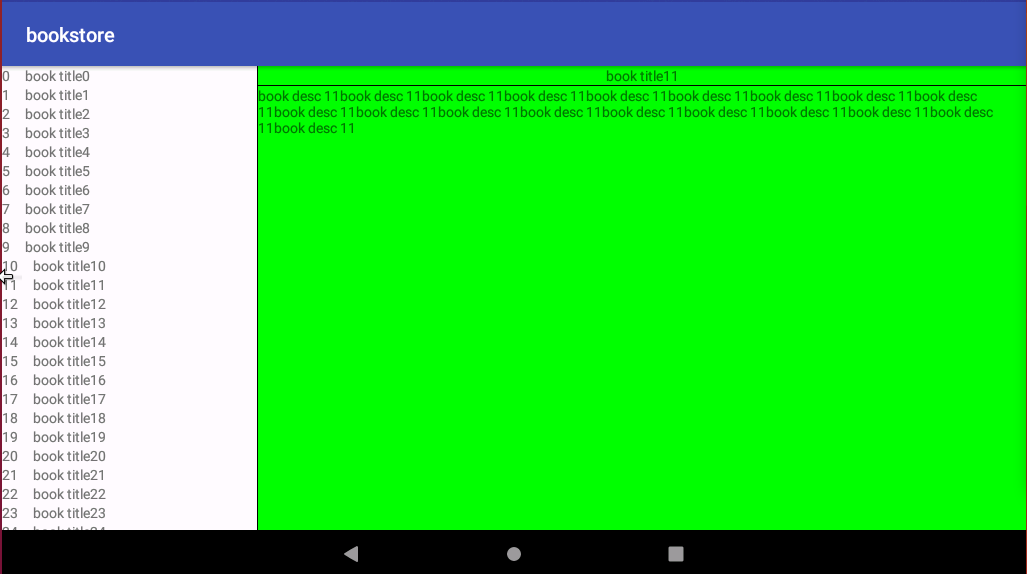 bookstore
0 book title0
1 book title1
2 book title2
3 book title3
4 book title4
5 book title5
6 book title6
7 book title7
8 book title8
9 book title9
10 book title10
11 book title11
12 book title12
13 book title13
14 book title14
15 book title15
16 book title16
17 book title17
18 book title18
19 book title19
20 book title20
21 book title21
22 book title22
23 book title23
24 book title24
book title11
book desc 11book desc 11book desc 11book desc 11book desc 11book desc 11book desc 11book desc 11book desc
11book desc 11book desc 11book desc 11book desc 11book desc 11book desc 11book desc 11book desc 11book desc
11book desc 11